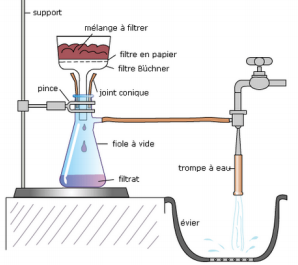 support
mélange à filtrer
filtre en papier
filtre Büchner
pince
joint conique
fiole à vide
trompe à eau
filtrat
évier